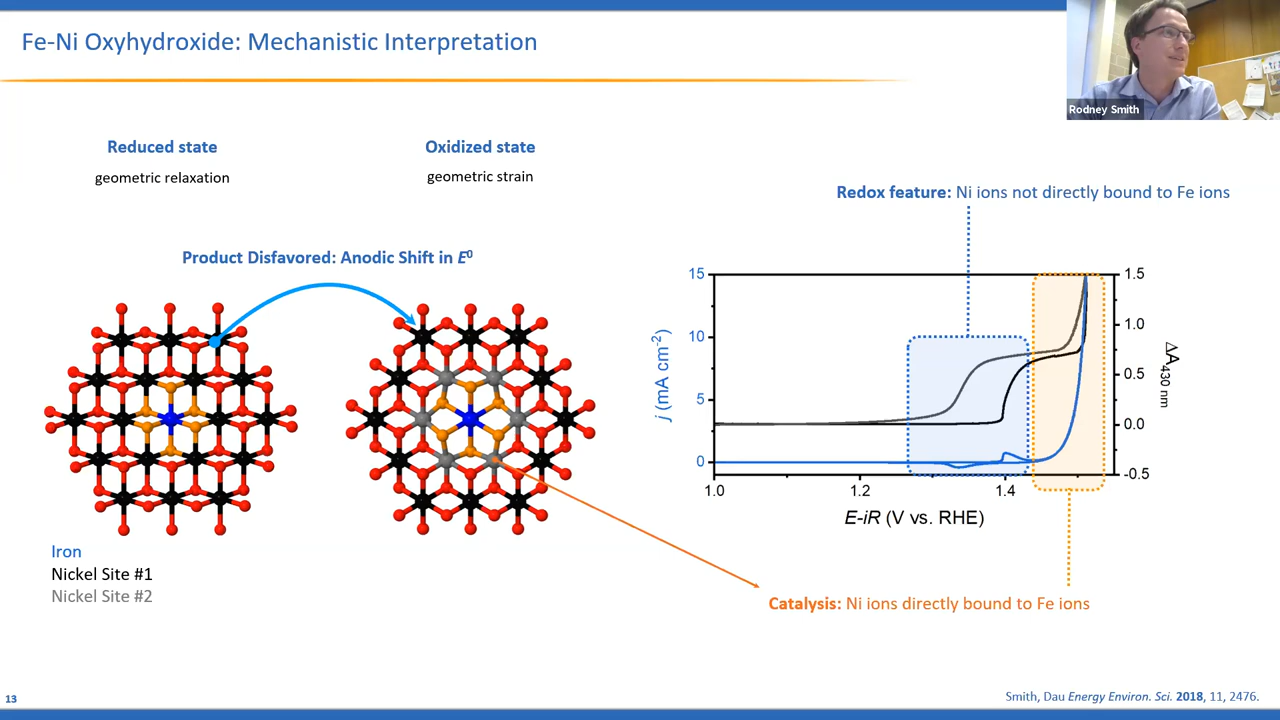 Fe-Ni Oxyhydroxide: Mechanistic Interpretation
Rodney Smith
Reduced state
geometric relaxation
Oxidized state
geometric strain
Product Disfavored: Anodic Shift in E⁰
Iron
Nickel Site #1
Nickel Site #2
Redox feature: Ni ions not directly bound to Fe ions
15
10
5
0
j (mA cm⁻²)
1.5
1.0
0.5
0.0
-0.5
ΔA₄₃₀ ₙₘ
1.0
1.2
1.4
E-iR (V vs. RHE)
Catalysis: Ni ions directly bound to Fe ions
13
Smith, Dau Energy Environ. Sci. 2018, 11, 2476.